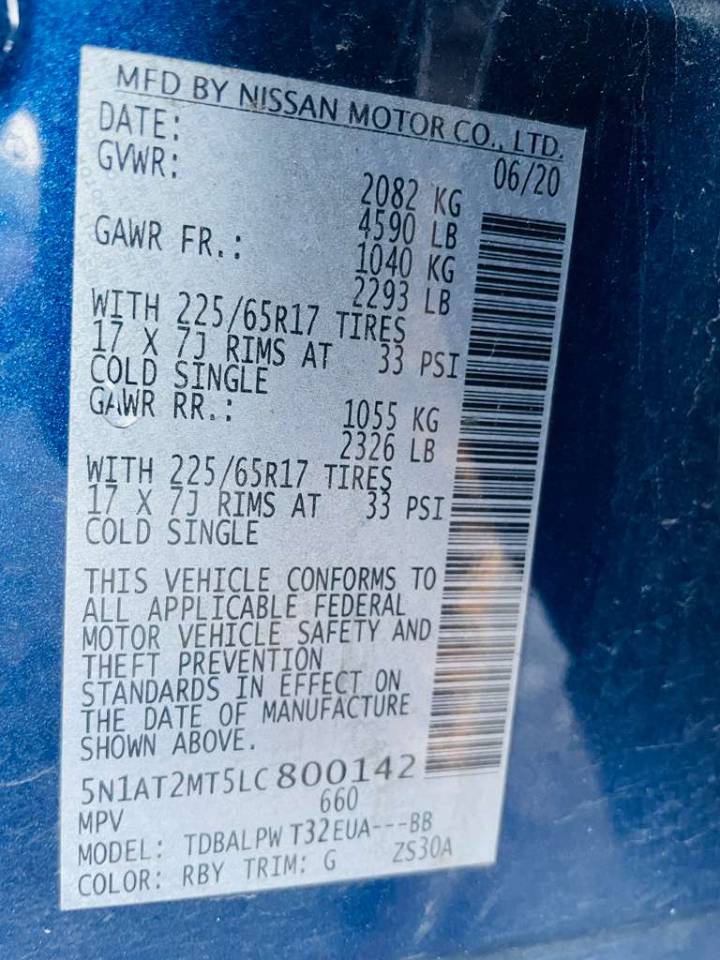 MFD BY NISSAN MOTOR CO., LTD.
DATE: 06/20
GVWR: 2082 KG
4590 LB
GAWR FR.: 1040 KG
2293 LB
WITH 225/65R17 TIRES
17 X 7J RIMS AT 33 PSI
COLD SINGLE
GAWR RR.: 1055 KG
2326 LB
WITH 225/65R17 TIRES
17 X 7J RIMS AT 33 PSI
COLD SINGLE
THIS VEHICLE CONFORMS TO
ALL APPLICABLE FEDERAL
MOTOR VEHICLE SAFETY AND
THEFT PREVENTION
STANDARDS IN EFFECT ON
THE DATE OF MANUFACTURE
SHOWN ABOVE.
5N1AT2MT5LC800142
MPV 660
MODEL: TDBALPW T32EUA---BB
COLOR: RBY TRIM: G ZS30A